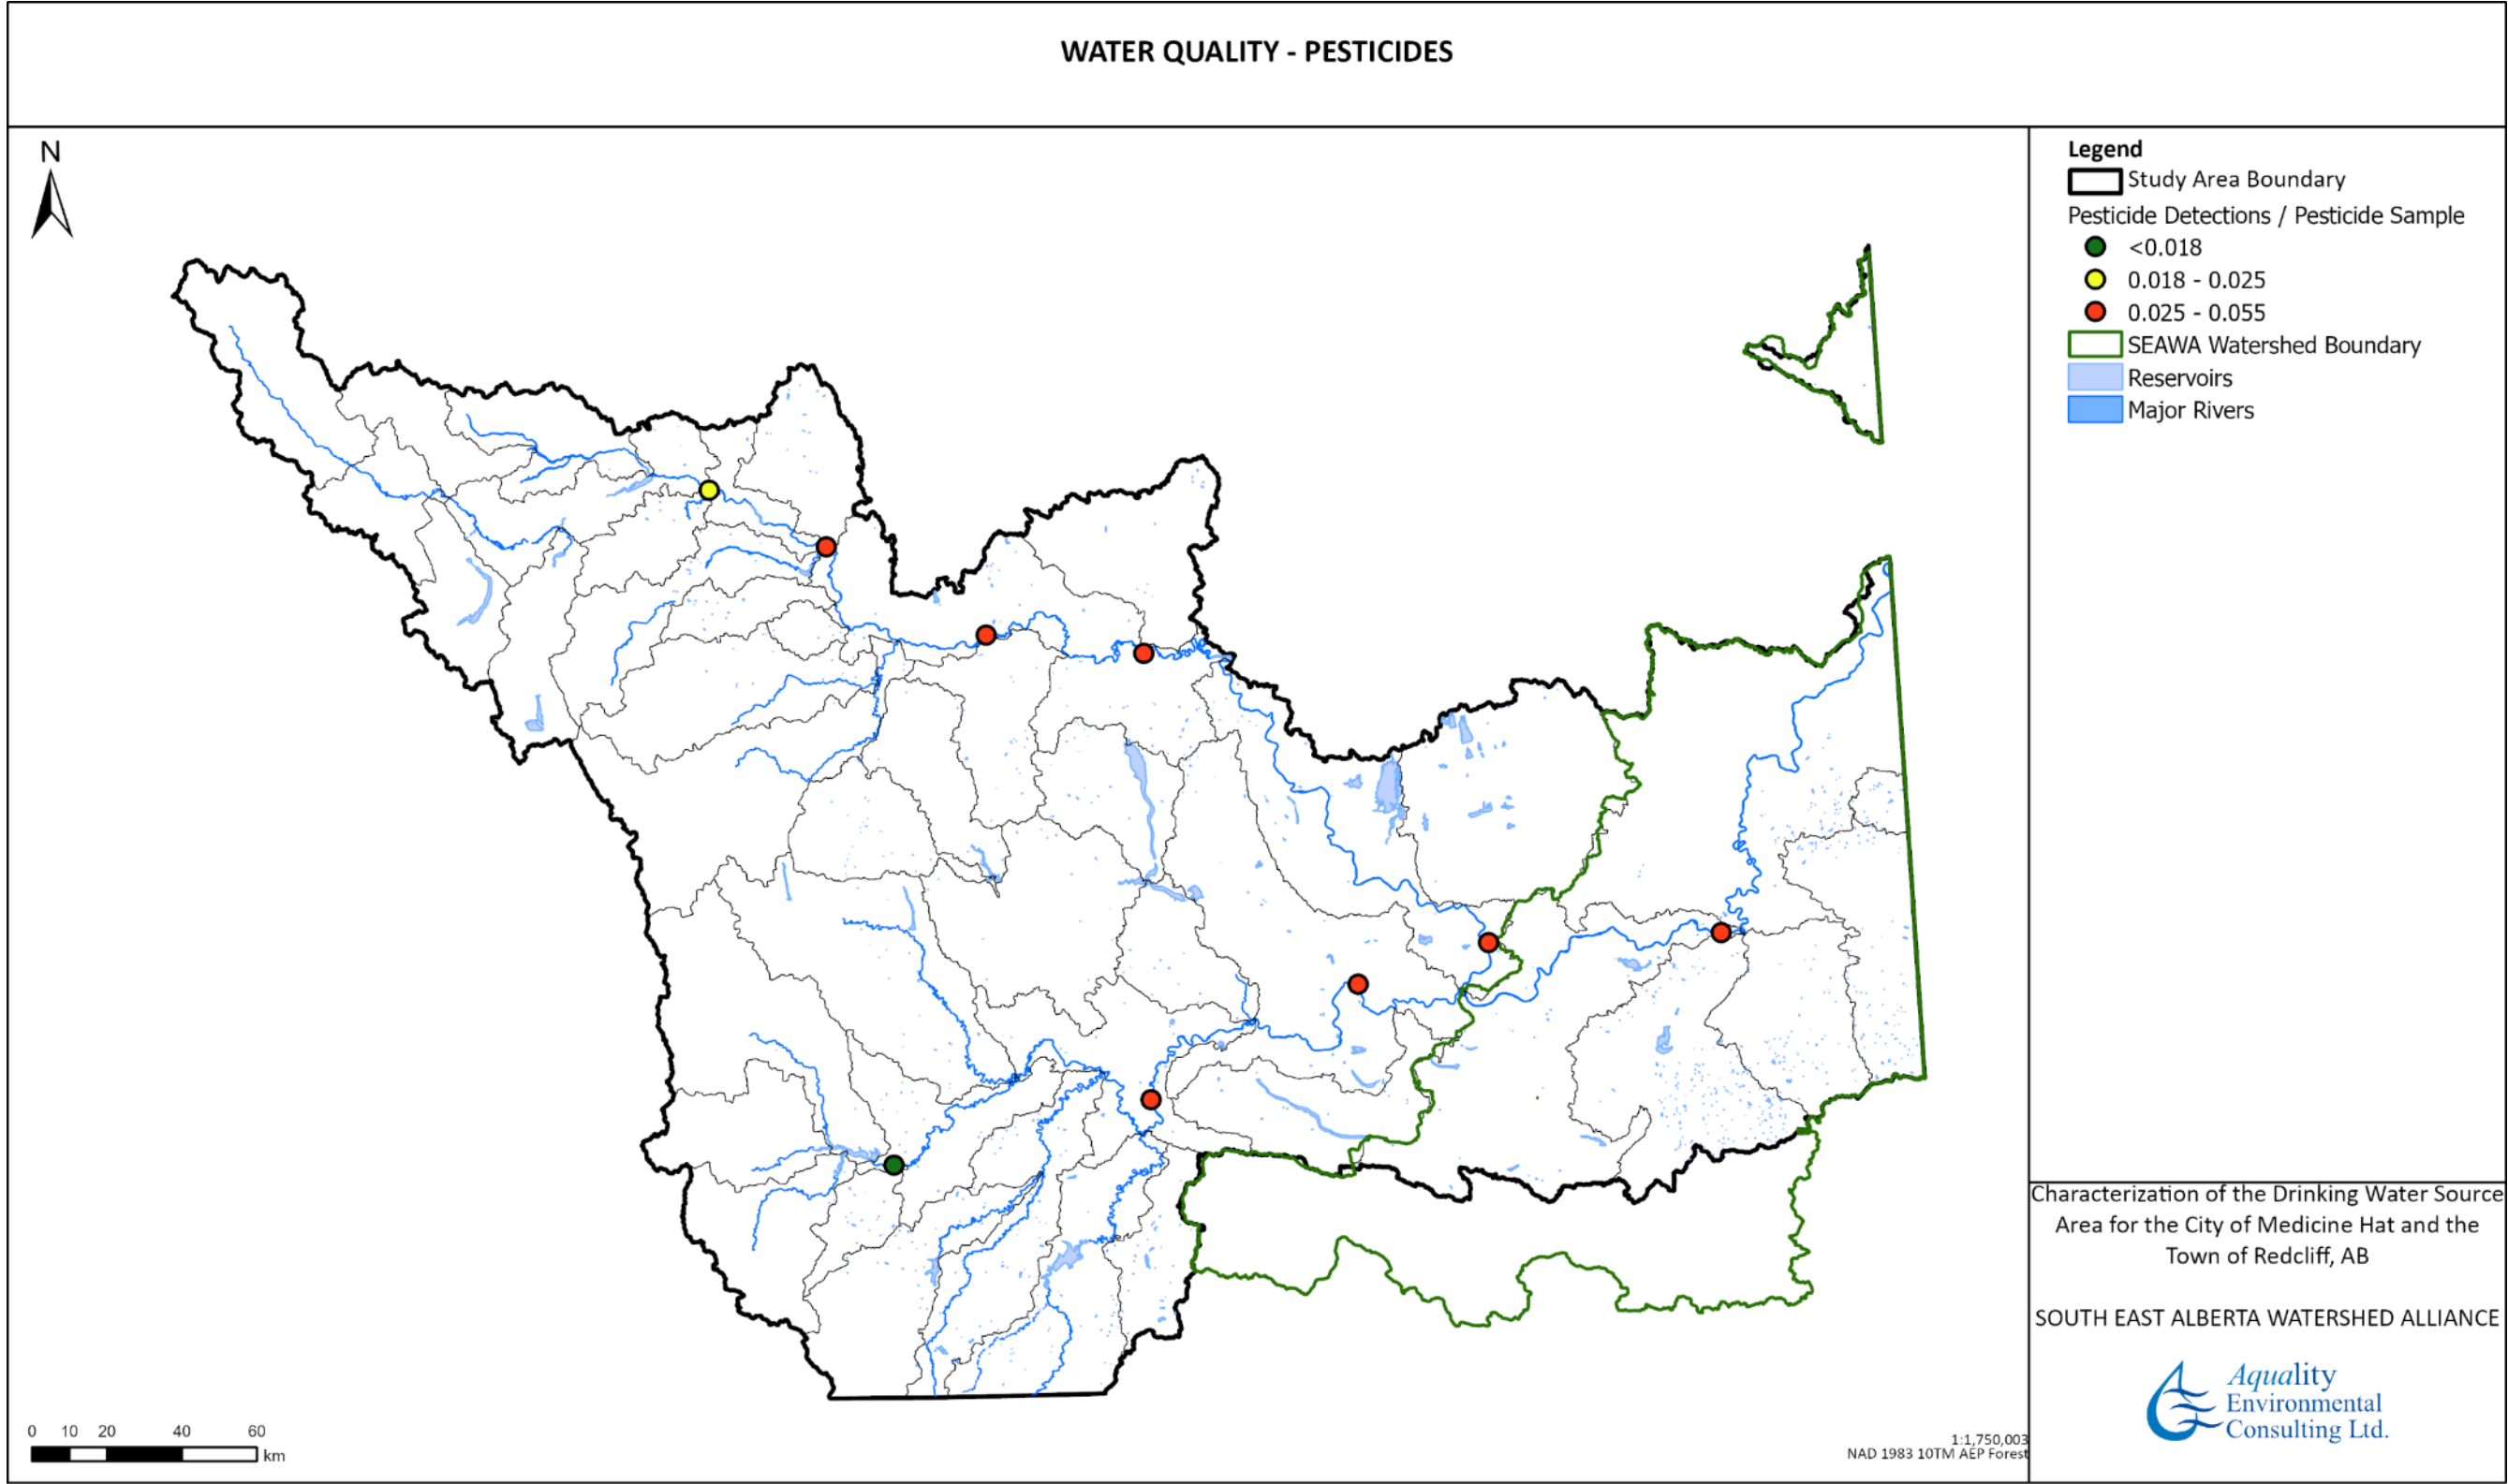 WATER QUALITY - PESTICIDES
N
Legend
Study Area Boundary
Pesticide Detections / Pesticide Sample
<0.018
0.018 - 0.025
0.025 - 0.055
SEAWA Watershed Boundary
Reservoirs
Major Rivers
Characterization of the Drinking Water Source
Area for the City of Medicine Hat and the
Town of Redcliff, AB
SOUTH EAST ALBERTA WATERSHED ALLIANCE
Aquality
Environmental
Consulting Ltd.
0 10 20 40 60
km
1:1,750,003
NAD 1983 10TM AEP Forest